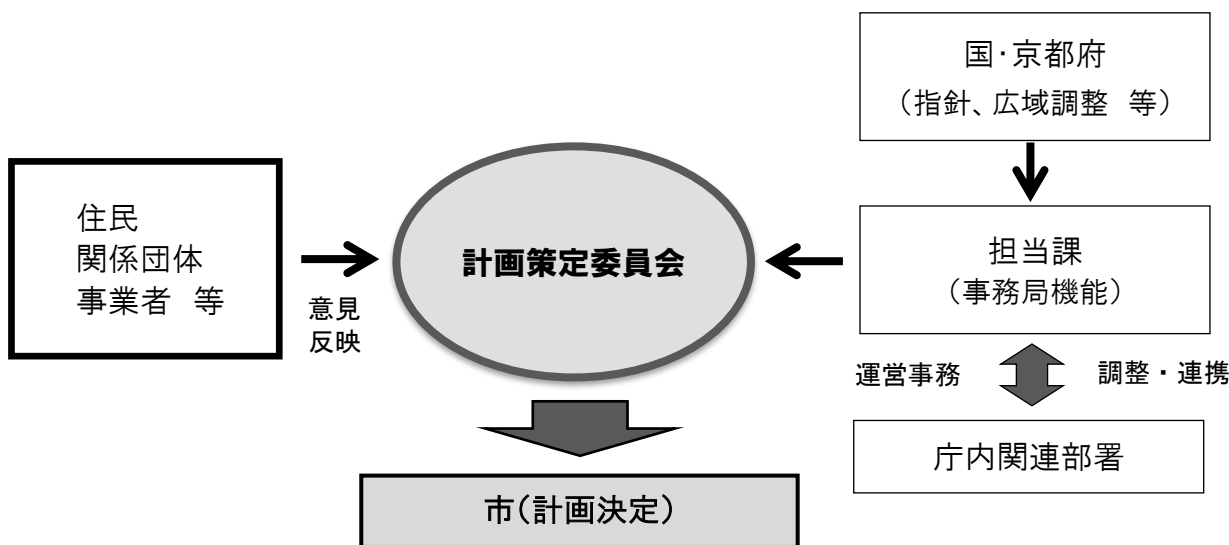 国・京都府
（指針、広域調整　等）
住民
関係団体
事業者　等
意見
反映
計画策定委員会
担当課
（事務局機能）
運営事務
調整・連携
庁内関連部署
市（計画決定）